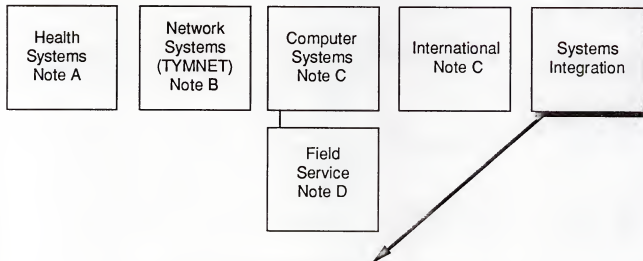 Health
Systems
Note A
Network
Systems
(TYMNET)
Note B
Computer
Systems
Note C
International
Note C
Systems
Integration
Field
Service
Note D